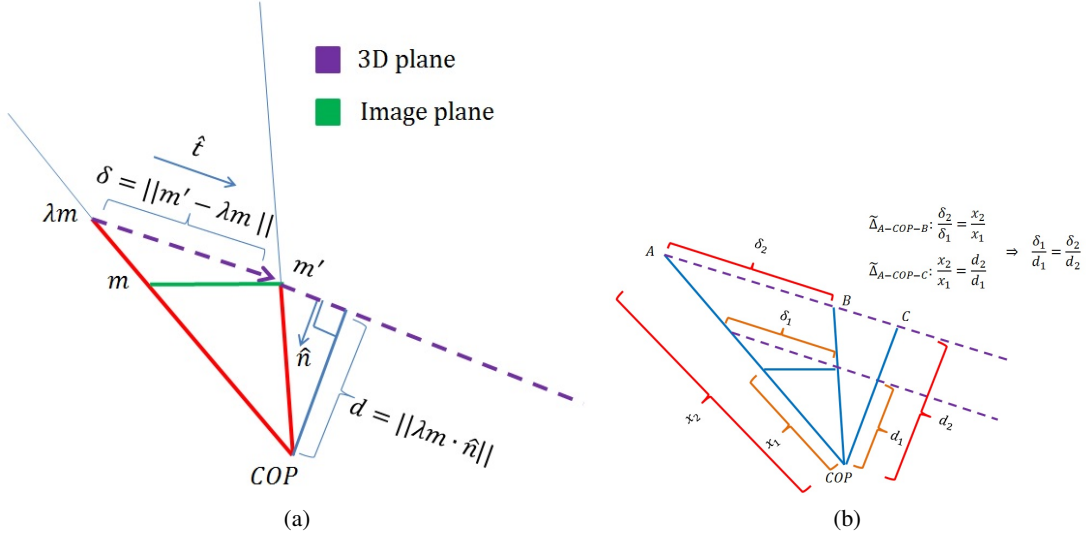 3D plane
Image plane
t̂
δ = ||m′ − λm ||
λm
m
m′
n̂
d = ||λm · n̂||
COP
(a)
Δ̃_{A−COP−B}: δ₂/δ₁ = x₂/x₁
⇒ δ₁/d₁ = δ₂/d₂
Δ̃_{A−COP−C}: x₂/x₁ = d₂/d₁
A
δ₂
B
C
δ₁
x₂
x₁
d₁
d₂
COP
(b)